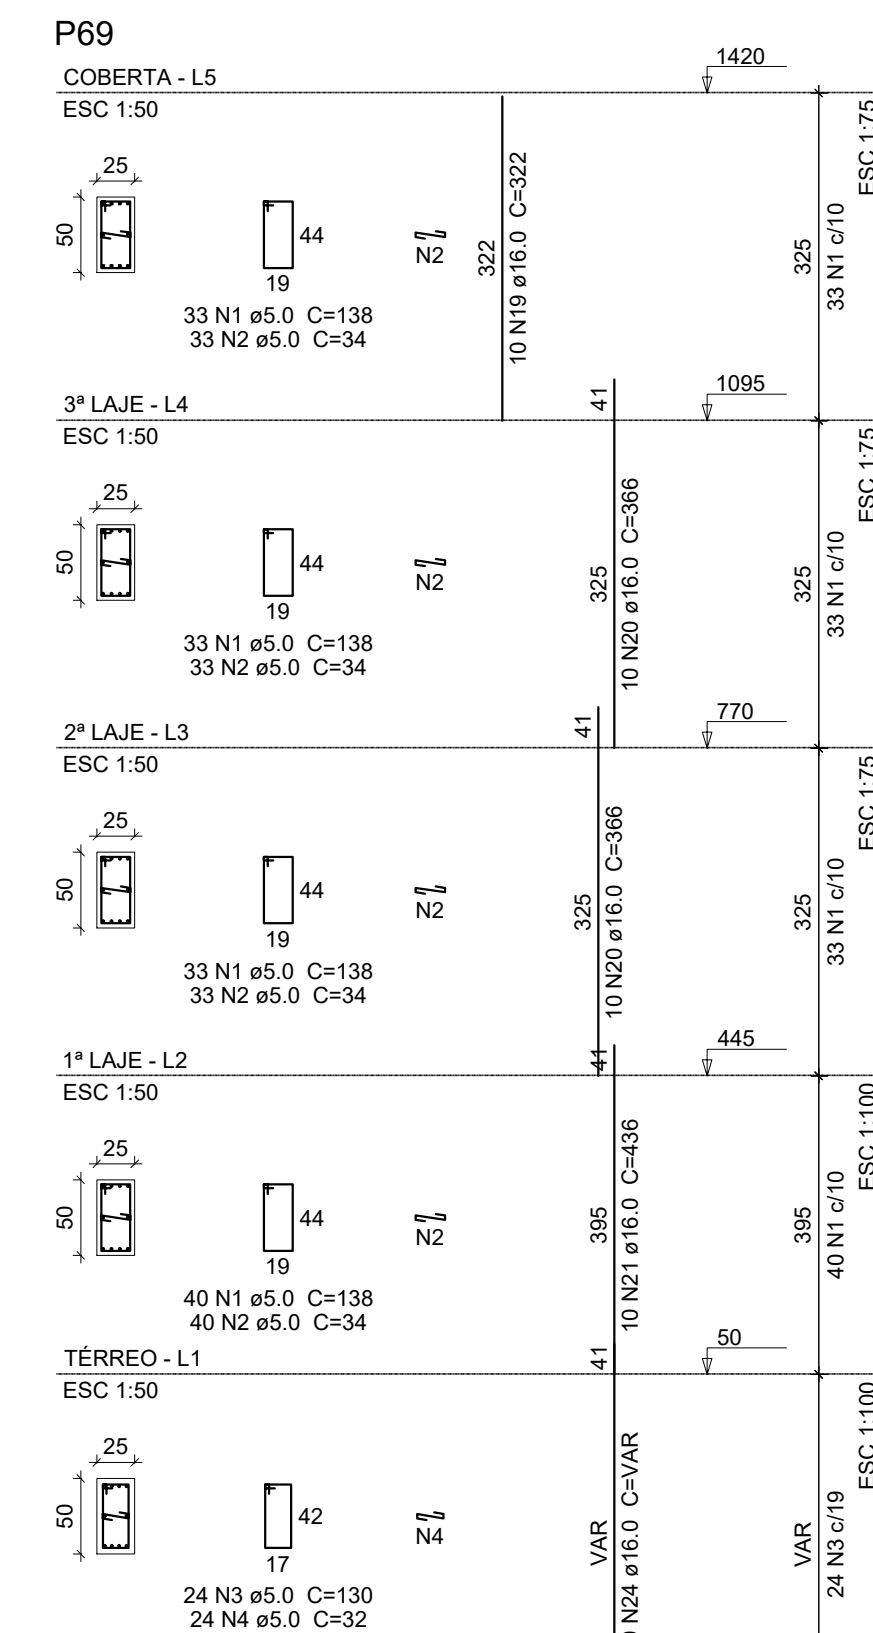 P69
COBERTA - L5
1420
ESC 1:50
ESC 1:75
25
50
44
19
N2
322
10 N19 ø16.0 C=322
325
33 N1 c/10
33 N1 ø5.0 C=138
33 N2 ø5.0 C=34
3ª LAJE - L4
41
1095
ESC 1:50
ESC 1:75
25
50
44
19
N2
325
10 N20 ø16.0 C=366
325
33 N1 c/10
33 N1 ø5.0 C=138
33 N2 ø5.0 C=34
2ª LAJE - L3
41
770
ESC 1:50
ESC 1:75
25
50
44
19
N2
325
10 N20 ø16.0 C=366
325
33 N1 c/10
33 N1 ø5.0 C=138
33 N2 ø5.0 C=34
1ª LAJE - L2
41
445
ESC 1:50
ESC 1:100
25
50
44
19
N2
395
10 N21 ø16.0 C=436
395
40 N1 c/10
40 N1 ø5.0 C=138
40 N2 ø5.0 C=34
TÉRREO - L1
41
50
ESC 1:50
ESC 1:100
25
50
42
17
N4
VAR
N24 ø16.0 C=VAR
VAR
24 N3 c/19
24 N3 ø5.0 C=130
24 N4 ø5.0 C=32